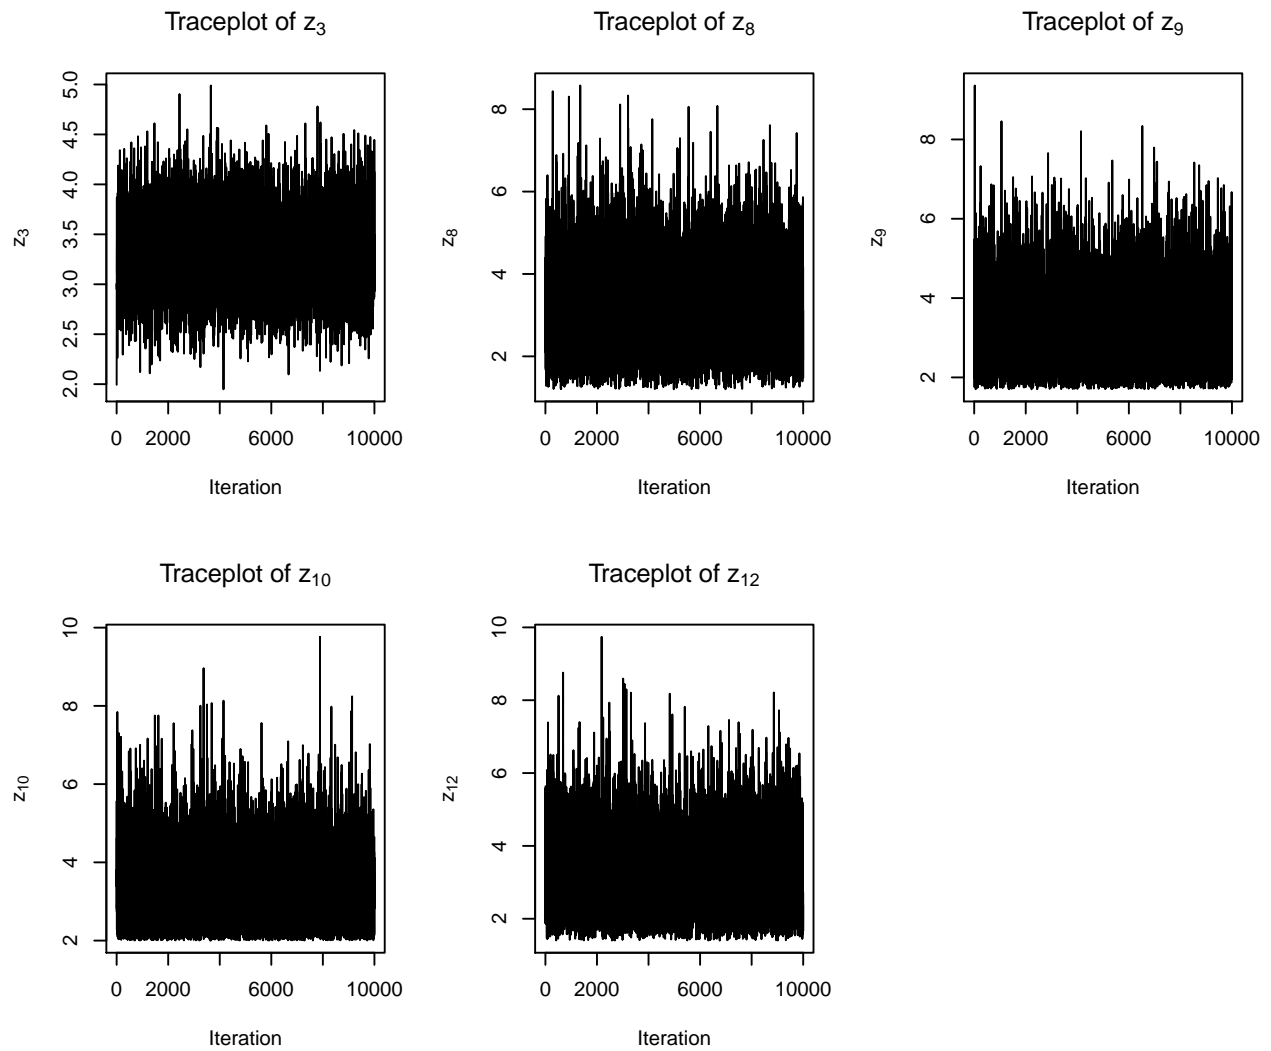 Traceplot of z₃
5.0
4.5
4.0
3.5
3.0
2.5
2.0
z₃
0 2000 6000 10000
Iteration
Traceplot of z₈
8
6
4
2
z₈
0 2000 6000 10000
Iteration
Traceplot of z₉
8
6
4
2
z₉
0 2000 6000 10000
Iteration
Traceplot of z₁₀
10
8
6
4
2
z₁₀
0 2000 6000 10000
Iteration
Traceplot of z₁₂
10
8
6
4
2
z₁₂
0 2000 6000 10000
Iteration